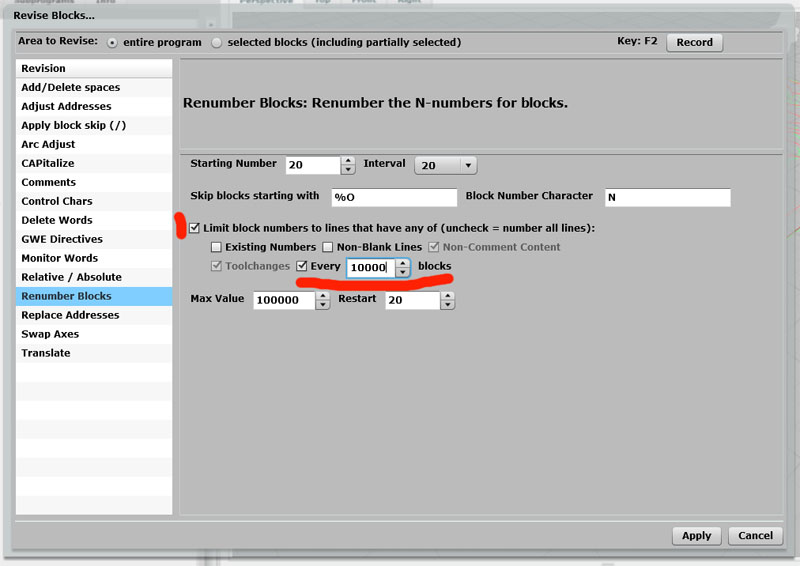 Perspective Top Front Right
Revise Blocks...
Area to Revise: entire program selected blocks (including partially selected) Key: F2 Record
Revision
Add/Delete spaces
Adjust Addresses
Apply block skip (/)
Arc Adjust
CAPitalize
Comments
Control Chars
Delete Words
GWE Directives
Monitor Words
Relative / Absolute
Renumber Blocks
Replace Addresses
Swap Axes
Translate
Renumber Blocks: Renumber the N-numbers for blocks.
Starting Number 20 Interval 20
Skip blocks starting with %O Block Number Character N
Limit block numbers to lines that have any of (uncheck = number all lines):
Existing Numbers Non-Blank Lines Non-Comment Content
Toolchanges Every 10000 blocks
Max Value 100000 Restart 20
Apply Cancel